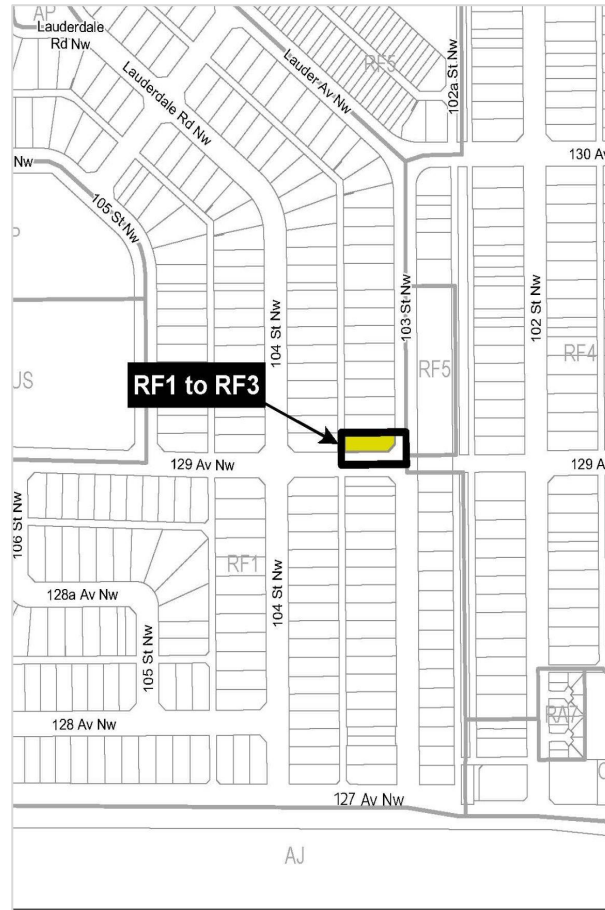 AP
Lauderdale
Rd Nw
Lauderdale Rd Nw
Lauder Av Nw
RF5
102a St Nw
130 Av
Nw
105 St Nw
P
104 St Nw
103 St Nw
102 St Nw
US
RF1 to RF3
RF5
RF4
129 Av Nw
129 A
106 St Nw
RF1
104 St Nw
128a Av Nw
105 St Nw
128 Av Nw
RA7
127 Av Nw
AJ